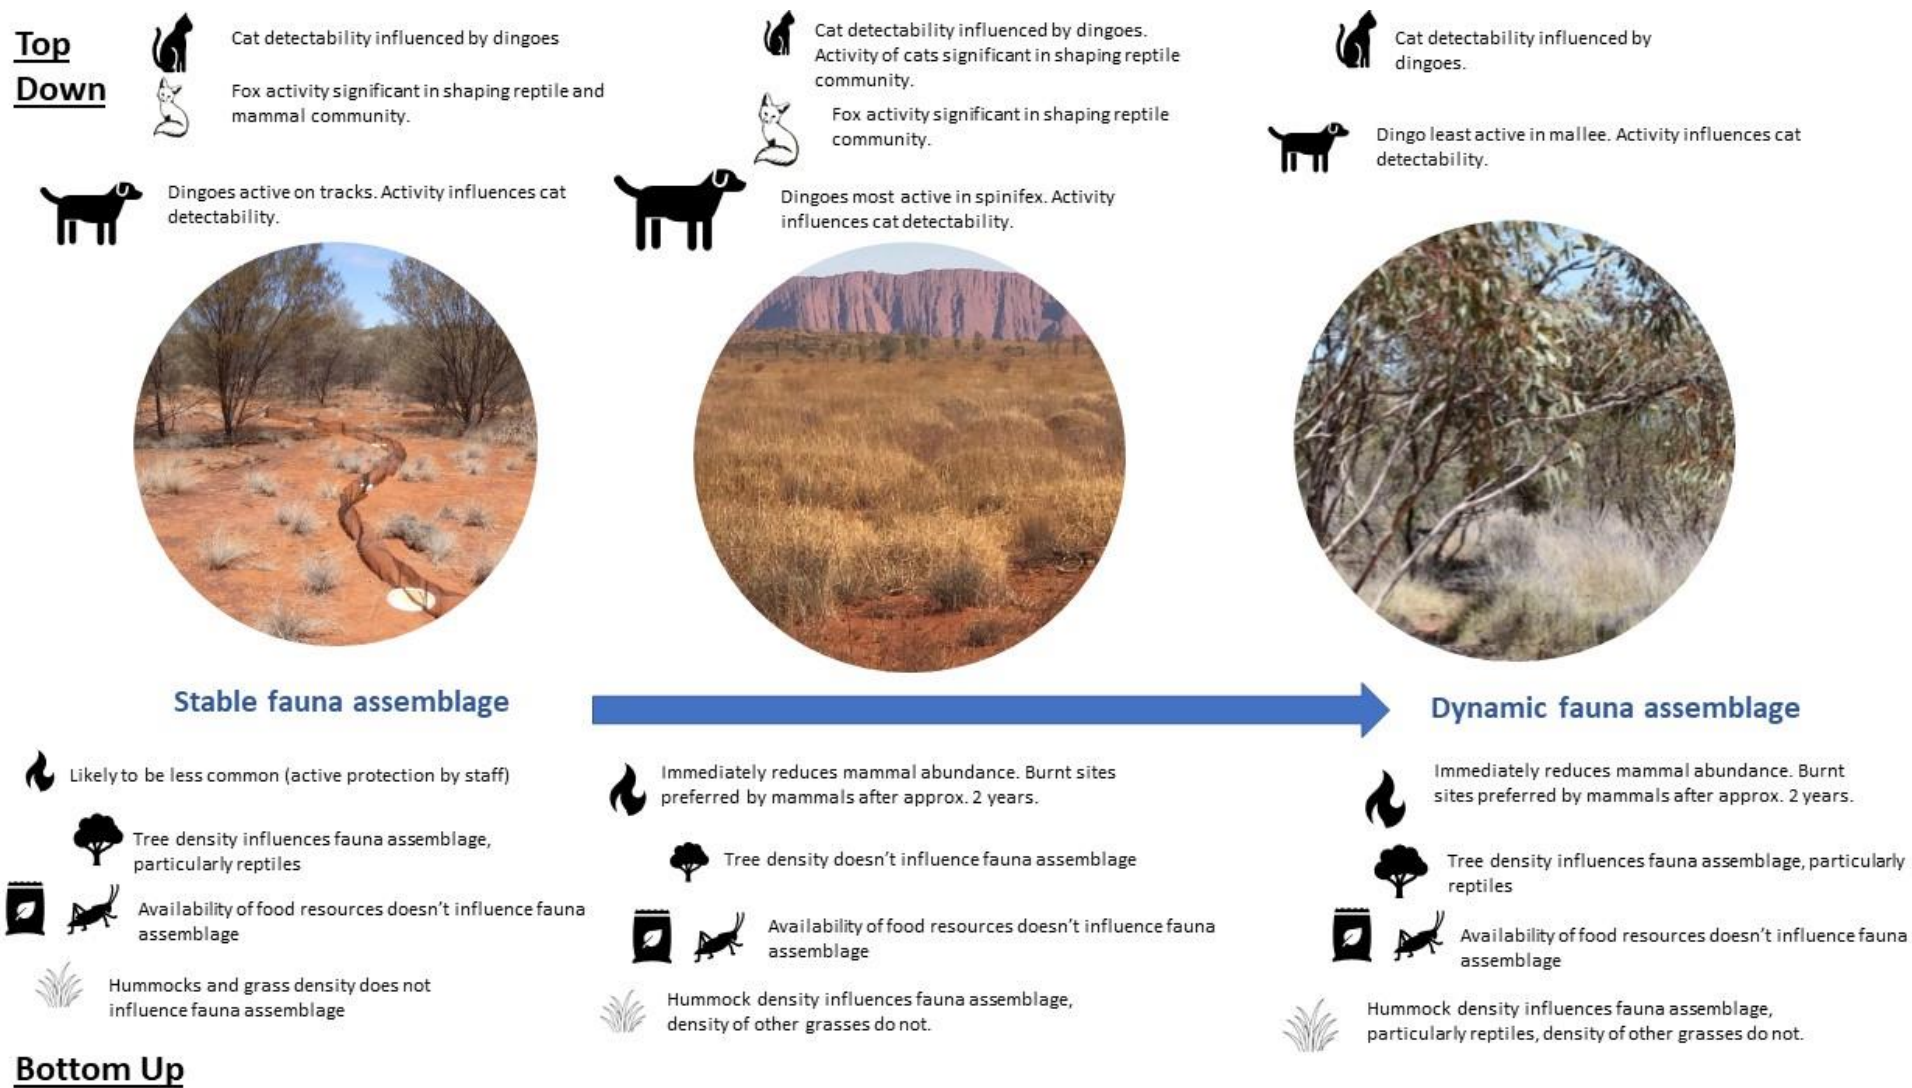 Top
Down
Cat detectability influenced by dingoes
Fox activity significant in shaping reptile and
mammal community.
Dingoes active on tracks. Activity influences cat
detectability.
Cat detectability influenced by dingoes.
Activity of cats significant in shaping reptile
community.
Fox activity significant in shaping reptile
community.
Dingoes most active in spinifex. Activity
influences cat detectability.
Cat detectability influenced by
dingoes.
Dingo least active in mallee. Activity influences cat
detectability.
Stable fauna assemblage
Dynamic fauna assemblage
Likely to be less common (active protection by staff)
Tree density influences fauna assemblage,
particularly reptiles
Availability of food resources doesn't influence fauna
assemblage
Hummocks and grass density does not
influence fauna assemblage
Immediately reduces mammal abundance. Burnt sites
preferred by mammals after approx. 2 years.
Tree density doesn't influence fauna assemblage
Availability of food resources doesn't influence fauna
assemblage
Hummock density influences fauna assemblage,
density of other grasses do not.
Immediately reduces mammal abundance. Burnt
sites preferred by mammals after approx. 2 years.
Tree density influences fauna assemblage, particularly
reptiles
Availability of food resources doesn't influence fauna
assemblage
Hummock density influences fauna assemblage,
particularly reptiles, density of other grasses do not.
Bottom Up